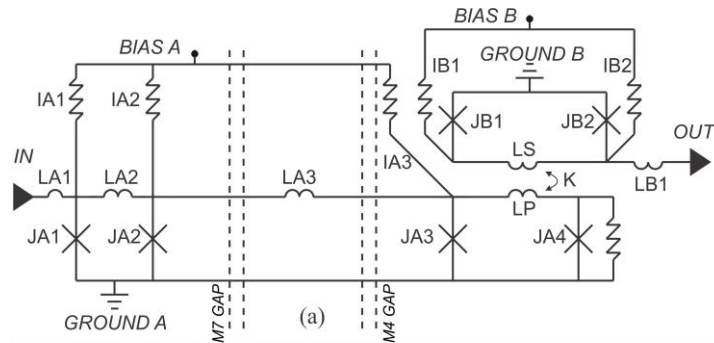 BIAS B
BIAS A
GROUND B
IA1
IA2
IB1
IB2
JB1
JB2
OUT
IN
LS
IA3
LA1
LA2
LA3
K
LB1
LP
JA1
JA2
JA3
JA4
GROUND A
M7 GAP
(a)
M4 GAP